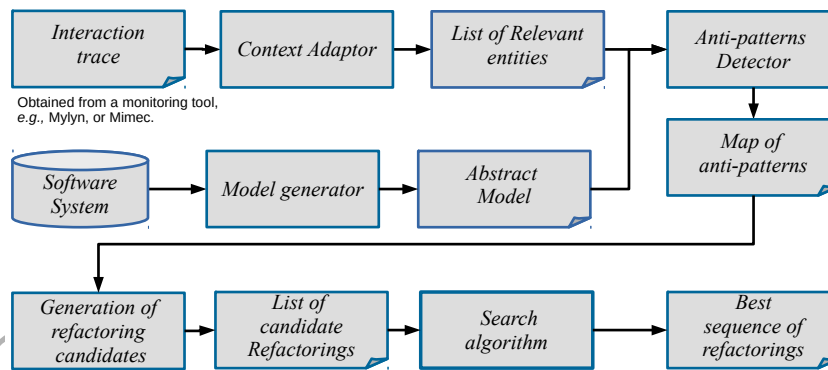 Interaction
trace
Context Adaptor
List of Relevant
entities
Anti-patterns
Detector
Obtained from a monitoring tool,
e.g., Mylyn, or Mimec.
Map of
anti-patterns
Software
System
Model generator
Abstract
Model
Generation of
refactoring
candidates
List of
candidate
Refactorings
Search
algorithm
Best
sequence of
refactorings